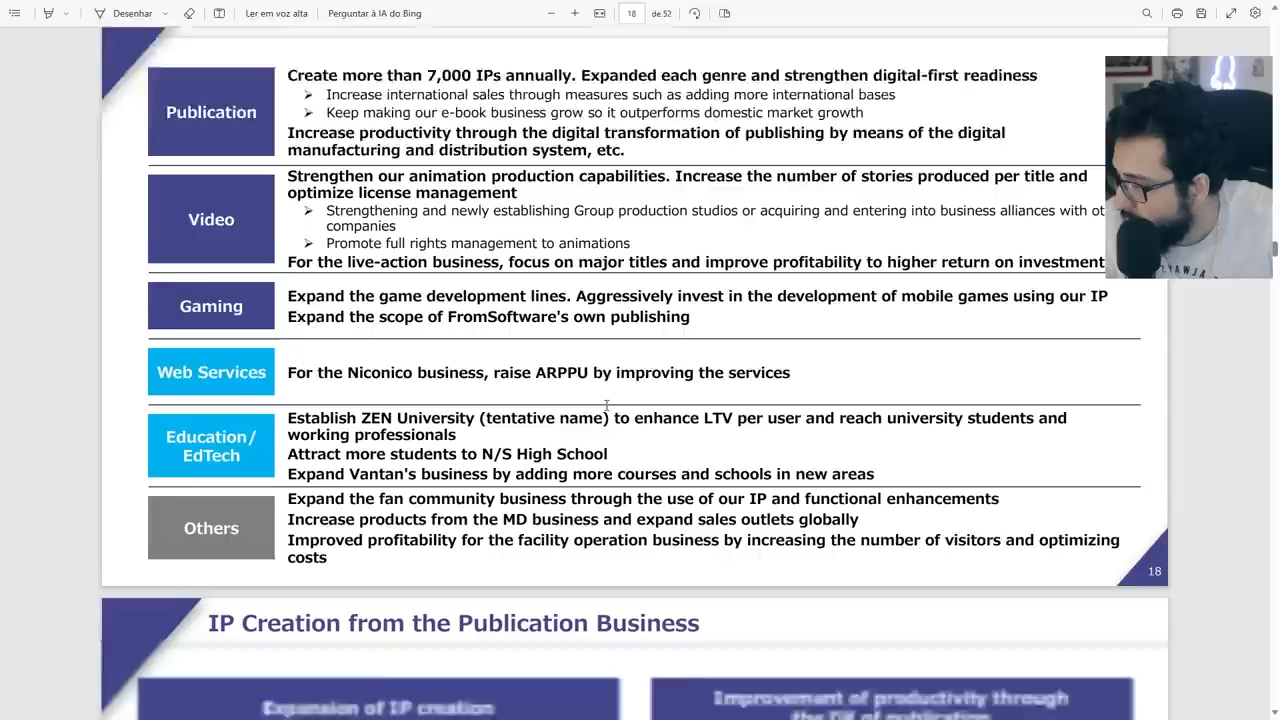 Desenhar
Ler em voz alta
Perguntar à IA do Bing
18
de 52
Publication
Create more than 7,000 IPs annually. Expanded each genre and strengthen digital-first readiness
Increase international sales through measures such as adding more international bases
Keep making our e-book business grow so it outperforms domestic market growth
Increase productivity through the digital transformation of publishing by means of the digital
manufacturing and distribution system, etc.
Video
Strengthen our animation production capabilities. Increase the number of stories produced per title and
optimize license management
Strengthening and newly establishing Group production studios or acquiring and entering into business alliances with ot
companies
Promote full rights management to animations
For the live-action business, focus on major titles and improve profitability to higher return on investment
Gaming
Expand the game development lines. Aggressively invest in the development of mobile games using our IP
Expand the scope of FromSoftware's own publishing
Web Services
For the Niconico business, raise ARPPU by improving the services
Education/
EdTech
Establish ZEN University (tentative name) to enhance LTV per user and reach university students and
working professionals
Attract more students to N/S High School
Expand Vantan's business by adding more courses and schools in new areas
Others
Expand the fan community business through the use of our IP and functional enhancements
Increase products from the MD business and expand sales outlets globally
Improved profitability for the facility operation business by increasing the number of visitors and optimizing
costs
18
IP Creation from the Publication Business
Expansion of IP creation
Improvement of productivity through
the DX of publication